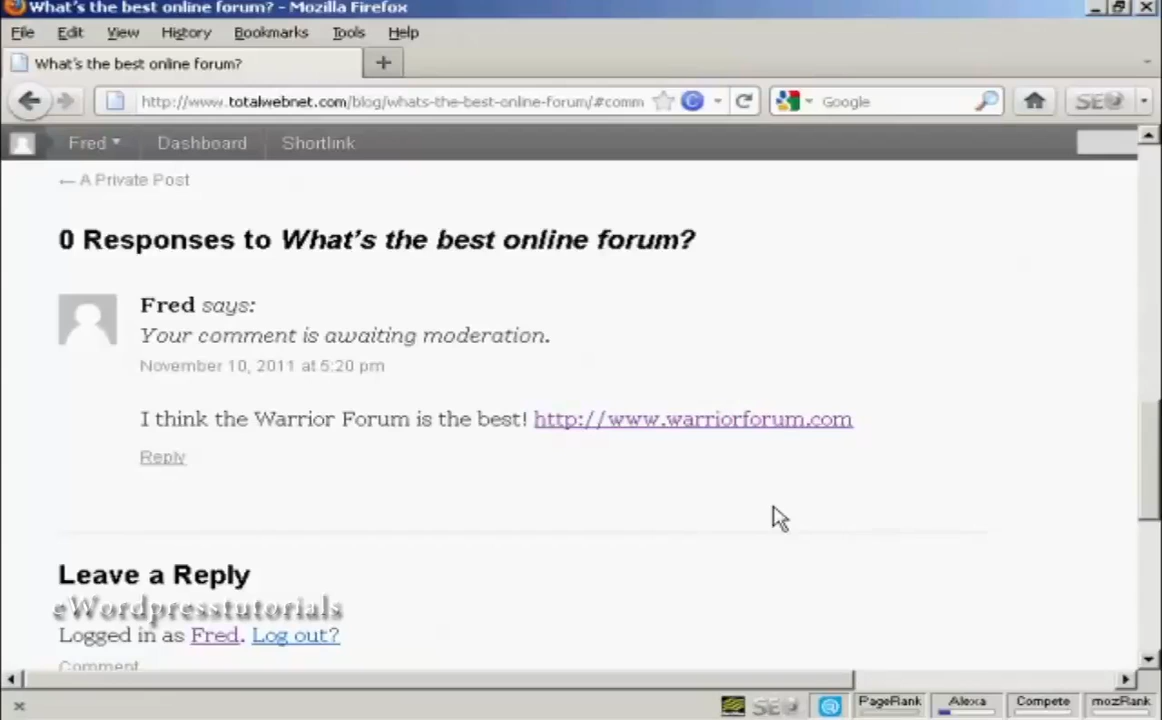 What's the best online forum? - Mozilla Firefox
File Edit View History Bookmarks Tools Help
What's the best online forum?
http://www.totalwebnet.com/blog/whats-the-best-online-forum/#comm
Google
SEO
Fred Dashboard Shortlink
← A Private Post
0 Responses to What's the best online forum?
Fred says:
Your comment is awaiting moderation.
November 10, 2011 at 5:20 pm
I think the Warrior Forum is the best! http://www.warriorforum.com
Reply
Leave a Reply
eWordpresstutorials
Logged in as Fred. Log out?
Comment
SEO PageRank Alexa Compete mozRank